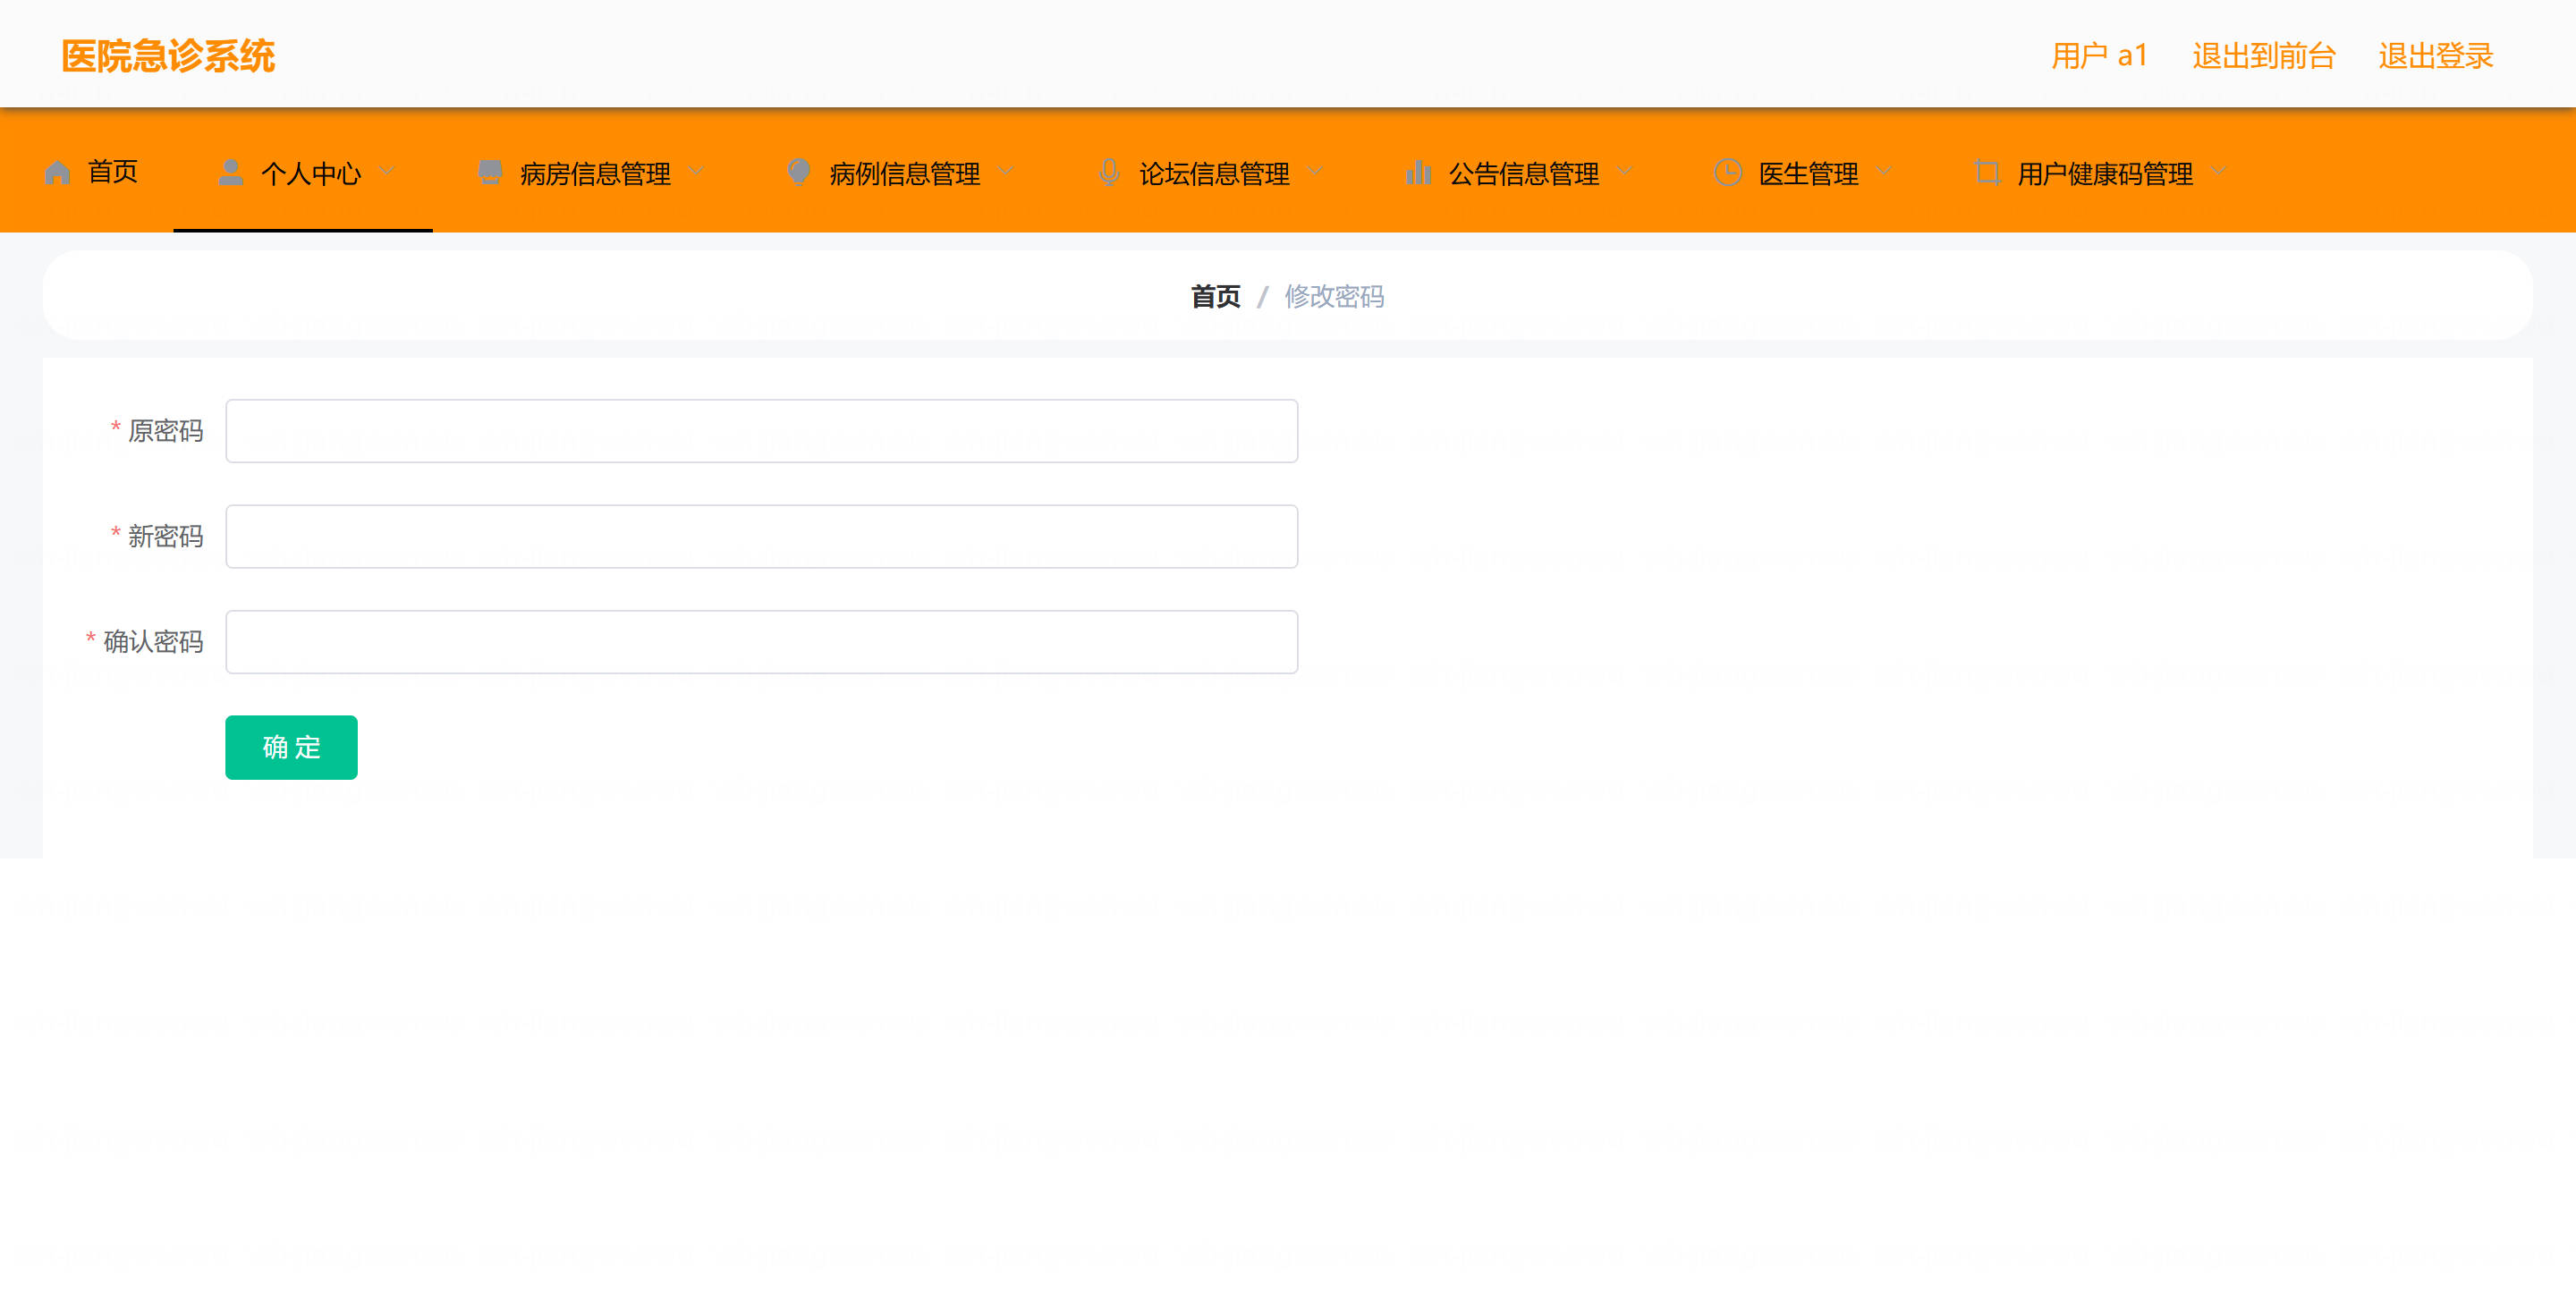 医院急诊系统 用户 a1 退出到前台 退出登录
首页 个人中心 病房信息管理 病例信息管理 论坛信息管理 公告信息管理 医生管理 用户健康码管理
首页 / 修改密码
* 原密码
* 新密码
* 确认密码
确 定